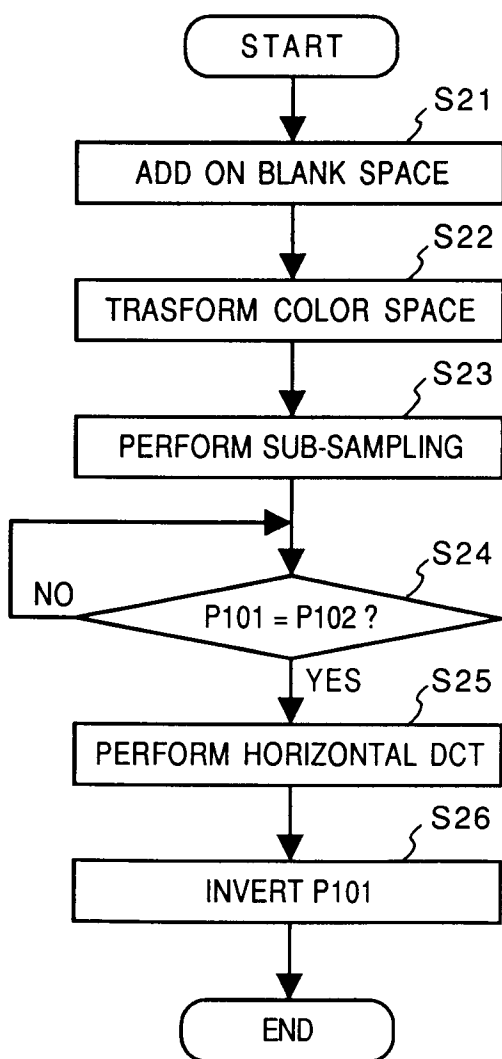 START
S21
ADD ON BLANK SPACE
S22
TRASFORM COLOR SPACE
S23
PERFORM SUB-SAMPLING
S24
NO
P101 = P102 ?
YES
S25
PERFORM HORIZONTAL DCT
S26
INVERT P101
END